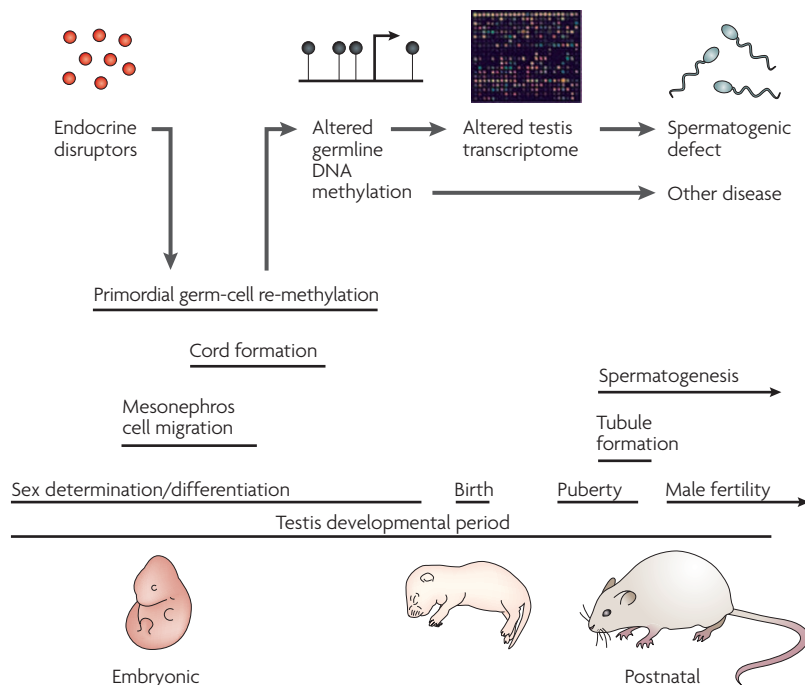 Endocrine
disruptors
Altered
germline
DNA
methylation
Altered testis
transcriptome
Spermatogenic
defect
Other disease
Primordial germ-cell re-methylation
Cord formation
Mesonephros
cell migration
Spermatogenesis
Tubule
formation
Sex determination/differentiation
Birth
Puberty
Male fertility
Testis developmental period
Embryonic
Postnatal